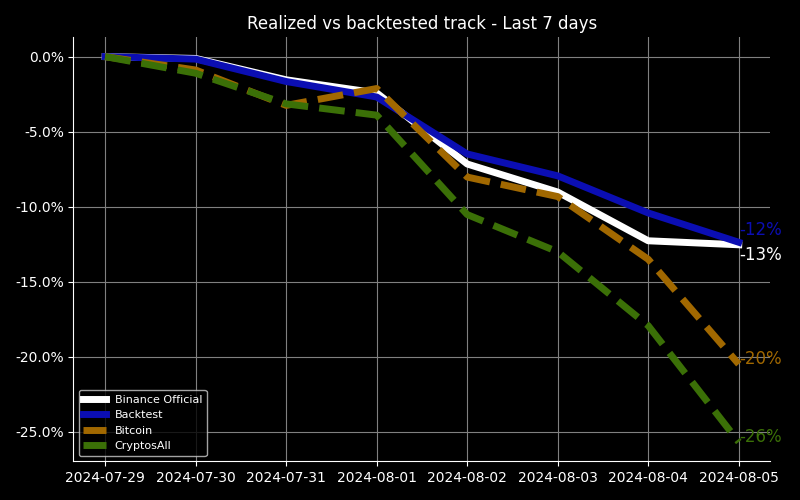 Realized vs backtested track - Last 7 days
0.0%
-5.0%
-10.0%
-15.0%
-20.0%
-25.0%
-12%
-13%
-20%
-26%
Binance Official
Backtest
Bitcoin
CryptosAll
2024-07-29 2024-07-30 2024-07-31 2024-08-01 2024-08-02 2024-08-03 2024-08-04 2024-08-05